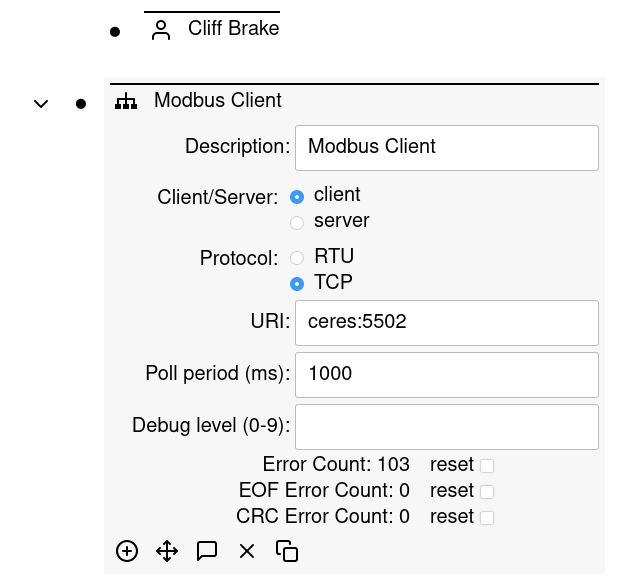 Cliff Brake
Modbus Client
Description: Modbus Client
Client/Server: client
server
Protocol: RTU
TCP
URI: ceres:5502
Poll period (ms): 1000
Debug level (0-9):
Error Count: 103 reset
EOF Error Count: 0 reset
CRC Error Count: 0 reset